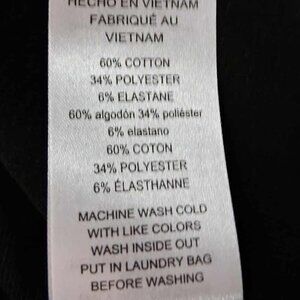 HECHO EN VIETNAM
FABRIQUÉ AU
VIETNAM
60% COTTON
34% POLYESTER
6% ELASTANE
60% algodón 34% poliéster
6% elastano
60% COTON
34% POLYESTER
6% ÉLASTHANNE
MACHINE WASH COLD
WITH LIKE COLORS
WASH INSIDE OUT
PUT IN LAUNDRY BAG
BEFORE WASHING